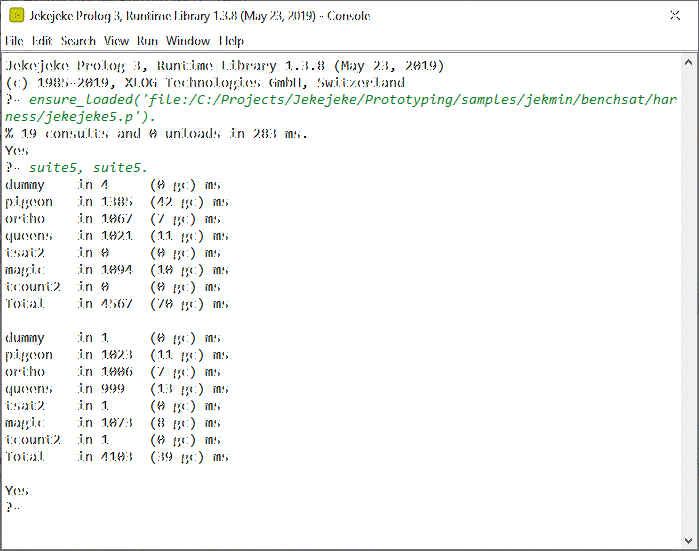 Jekejeke Prolog 3, Runtime Library 1.3.8 (May 23, 2019) - Console
File Edit Search View Run Window Help
Jekejeke Prolog 3, Runtime Library 1.3.8 (May 23, 2019)
(c) 1985-2019, XLOG Technologies GmbH, Switzerland
?- ensure_loaded('file:/C:/Projects/Jekejeke/Prototyping/samples/jekmin/benchsat/har
ness/jekejeke5.p').
% 19 consults and 0 unloads in 283 ms.
Yes
?- suite5, suite5.
dummy in 4 (0 gc) ms
pigeon in 1385 (42 gc) ms
ortho in 1067 (7 gc) ms
queens in 1021 (11 gc) ms
tsat2 in 0 (0 gc) ms
magic in 1094 (10 gc) ms
tcount2 in 0 (0 gc) ms
Total in 4567 (70 gc) ms
dummy in 1 (0 gc) ms
pigeon in 1023 (11 gc) ms
ortho in 1006 (7 gc) ms
queens in 999 (13 gc) ms
tsat2 in 1 (0 gc) ms
magic in 1073 (8 gc) ms
tcount2 in 1 (0 gc) ms
Total in 4103 (39 gc) ms
Yes
?-